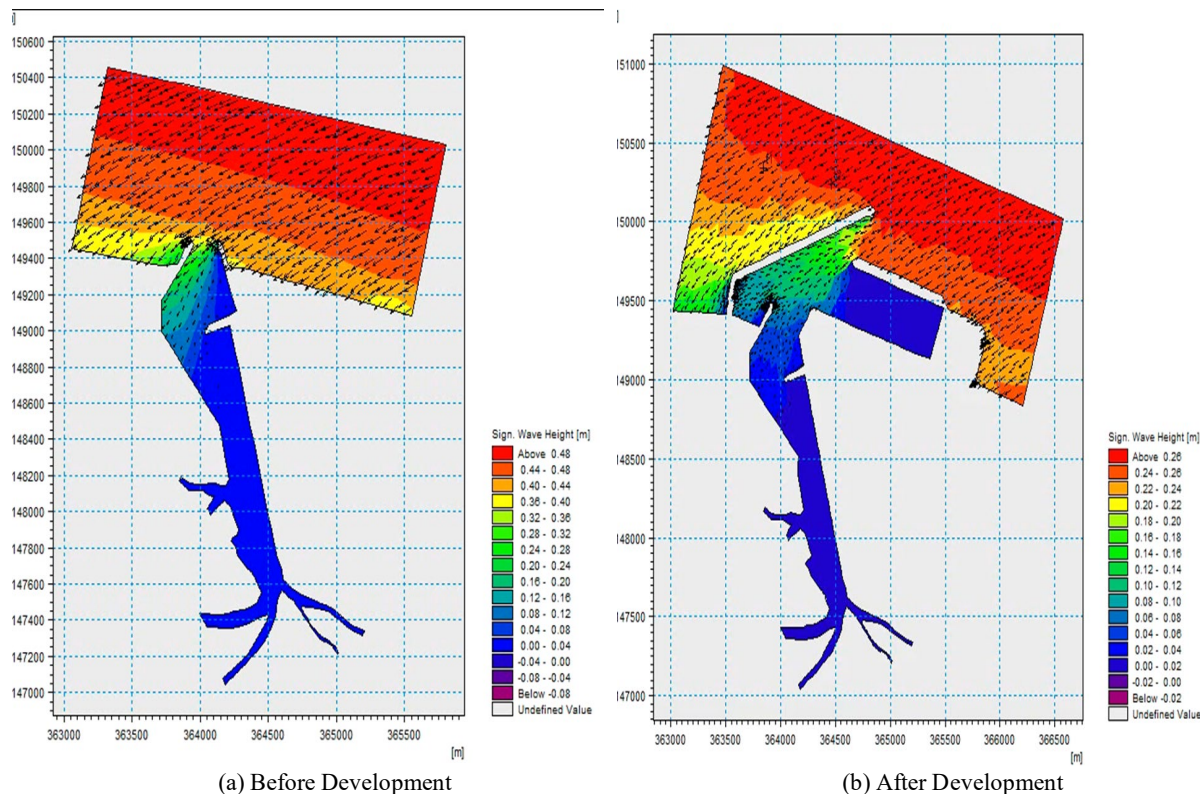 ]
150600
150400
150200
150000
149800
149600
149400
149200
149000
148800
148600
148400
148200
148000
147800
147600
147400
147200
147000
363000 363500 364000 364500 365000 365500
[m]
Sign. Wave Height [m]
Above 0.48
0.44 - 0.48
0.40 - 0.44
0.36 - 0.40
0.32 - 0.36
0.28 - 0.32
0.24 - 0.28
0.20 - 0.24
0.16 - 0.20
0.12 - 0.16
0.08 - 0.12
0.04 - 0.08
0.00 - 0.04
-0.04 - 0.00
-0.08 - -0.04
Below -0.08
Undefined Value
(a) Before Development
]
151000
150500
150000
149500
149000
148500
148000
147500
147000
363000 363500 364000 364500 365000 365500 366000 366500
[m]
Sign. Wave Height [m]
Above 0.26
0.24 - 0.26
0.22 - 0.24
0.20 - 0.22
0.18 - 0.20
0.16 - 0.18
0.14 - 0.16
0.12 - 0.14
0.10 - 0.12
0.08 - 0.10
0.06 - 0.08
0.04 - 0.06
0.02 - 0.04
0.00 - 0.02
-0.02 - 0.00
Below -0.02
Undefined Value
(b) After Development